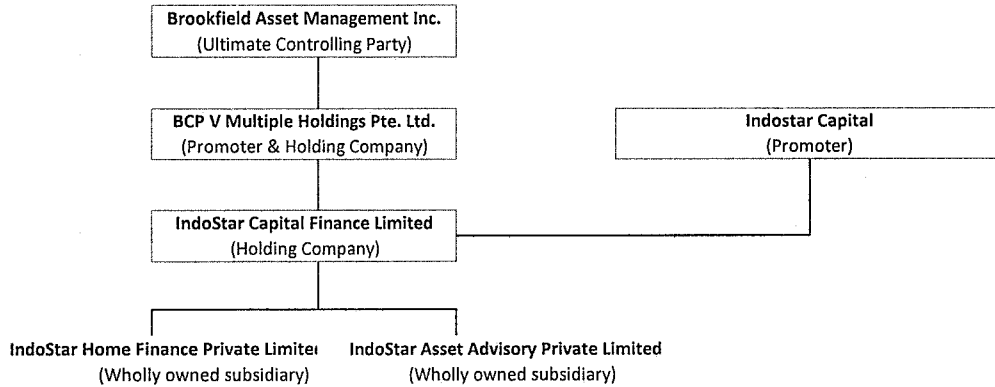 Brookfield Asset Management Inc.
(Ultimate Controlling Party)
BCP V Multiple Holdings Pte. Ltd.
(Promoter & Holding Company)
Indostar Capital
(Promoter)
IndoStar Capital Finance Limited
(Holding Company)
IndoStar Home Finance Private Limite
(Wholly owned subsidiary)
IndoStar Asset Advisory Private Limited
(Wholly owned subsidiary)